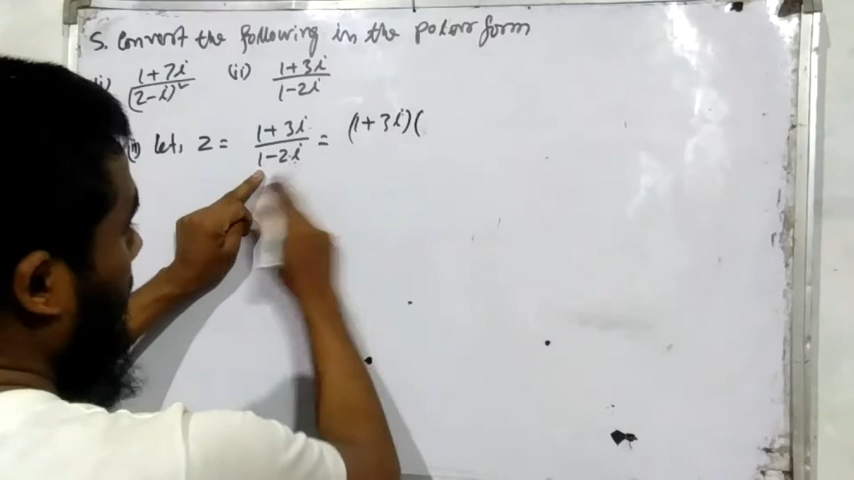 5. Convert the following in the polar form
(i) 1+7i/(2-i)² (ii) 1+3i/1-2i
(ii) let, z = 1+3i/1-2i = (1+3i)(